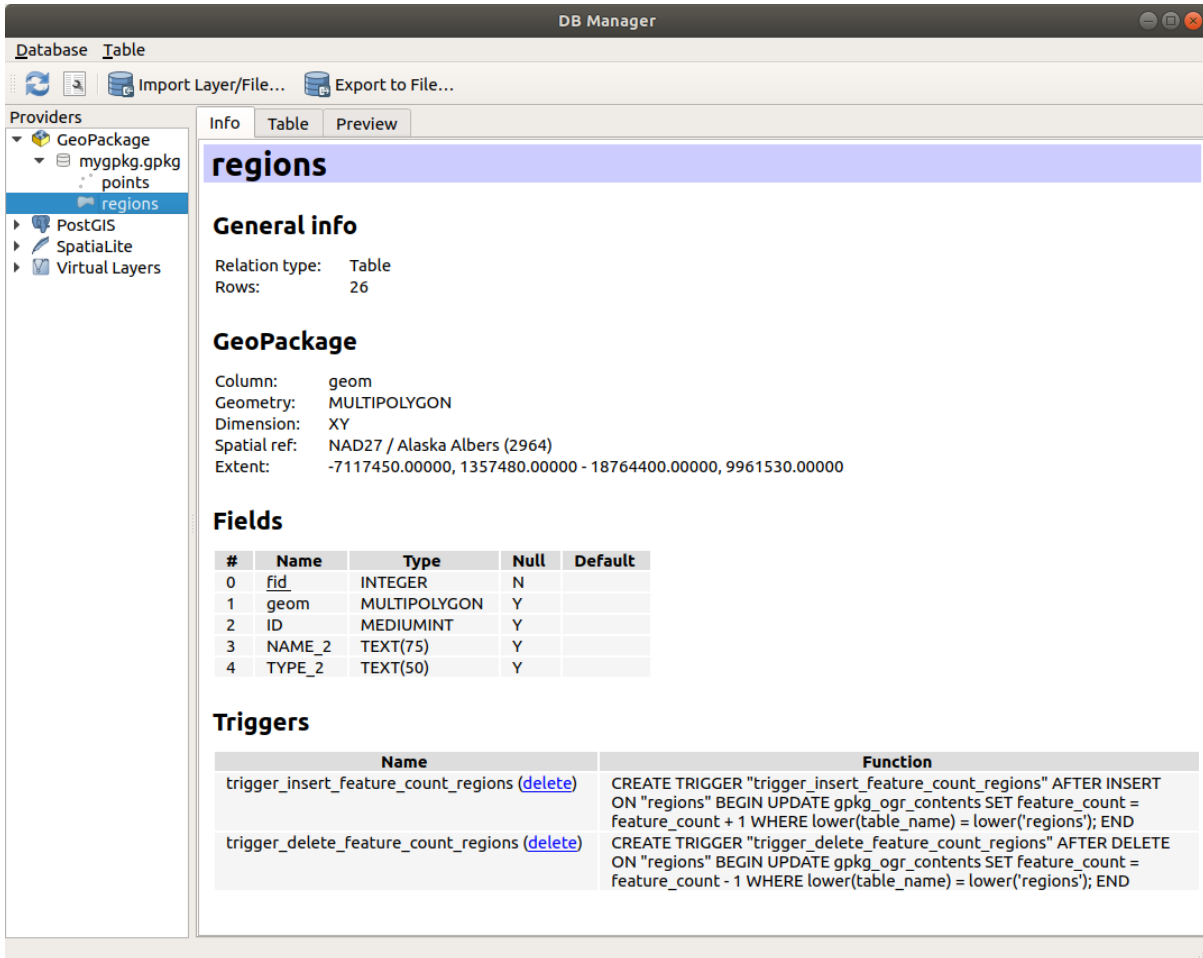 DB Manager
Database Table
Import Layer/File... Export to File...
Providers
GeoPackage
mygpkg.gpkg
points
regions
PostGIS
SpatiaLite
Virtual Layers
Info Table Preview
regions
General info
Relation type: Table
Rows: 26
GeoPackage
Column: geom
Geometry: MULTIPOLYGON
Dimension: XY
Spatial ref: NAD27 / Alaska Albers (2964)
Extent: -7117450.00000, 1357480.00000 - 18764400.00000, 9961530.00000
Fields
# Name Type Null Default
0 fid INTEGER N
1 geom MULTIPOLYGON Y
2 ID MEDIUMINT Y
3 NAME_2 TEXT(75) Y
4 TYPE_2 TEXT(50) Y
Triggers
Name Function
trigger_insert_feature_count_regions (delete) CREATE TRIGGER "trigger_insert_feature_count_regions" AFTER INSERT
ON "regions" BEGIN UPDATE gpkg_ogr_contents SET feature_count =
feature_count + 1 WHERE lower(table_name) = lower('regions'); END
trigger_delete_feature_count_regions (delete) CREATE TRIGGER "trigger_delete_feature_count_regions" AFTER DELETE
ON "regions" BEGIN UPDATE gpkg_ogr_contents SET feature_count =
feature_count - 1 WHERE lower(table_name) = lower('regions'); END